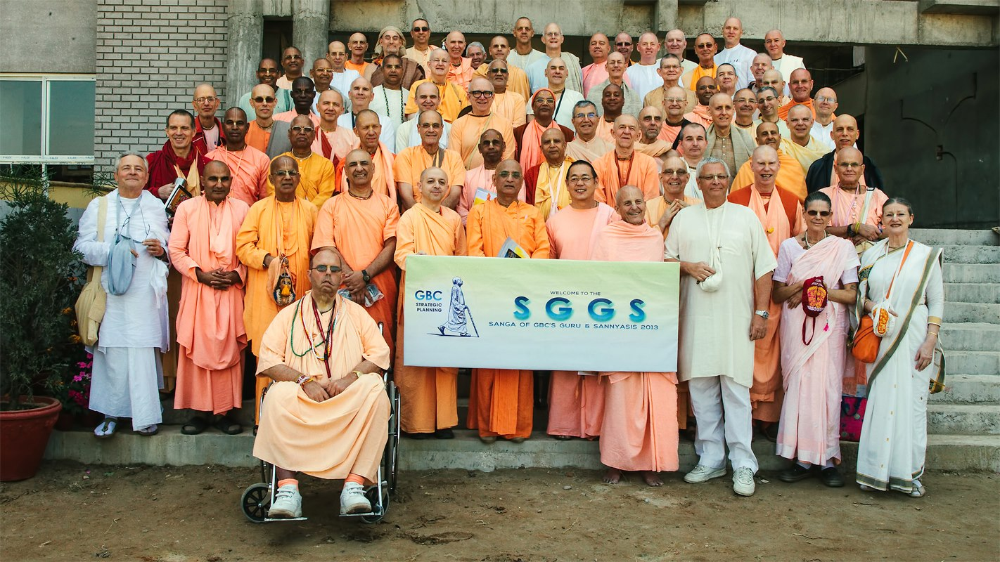 GBC
STRATEGIC
PLANNING
WELCOME TO THE
SGGS
SANGA OF GBC'S GURU & SANNYASIS 2013